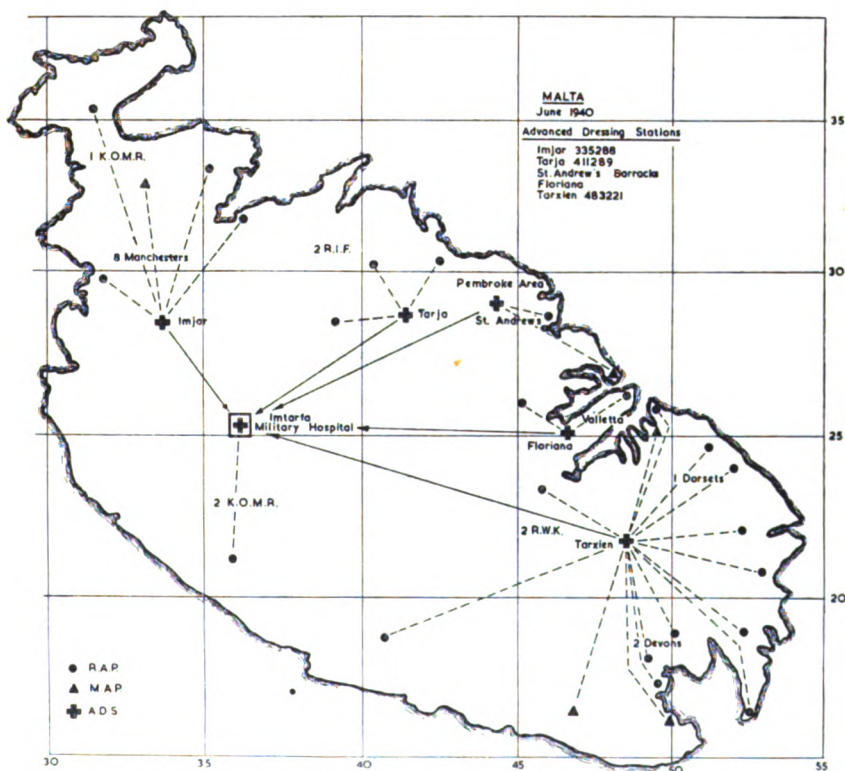 MALTA
June 1940
Advanced Dressing Stations
Imjar 335288
Tarja 411289
St. Andrew's Barracks
Floriana
Tarxien 483221
35
1 K.O.M.R.
8 Manchesters
2 R.I.F.
30
Pembroke Area
Imjar
Tarja
St. Andrew's
Imtarfa
Military Hospital
Valletta
25
Floriana
1 Dorsets
2 K.O.M.R.
2 R.W.K.
Tarxien
20
2 Devons
R.A.P.
M.A.P.
A.D.S.
30
35
40
45
50
55